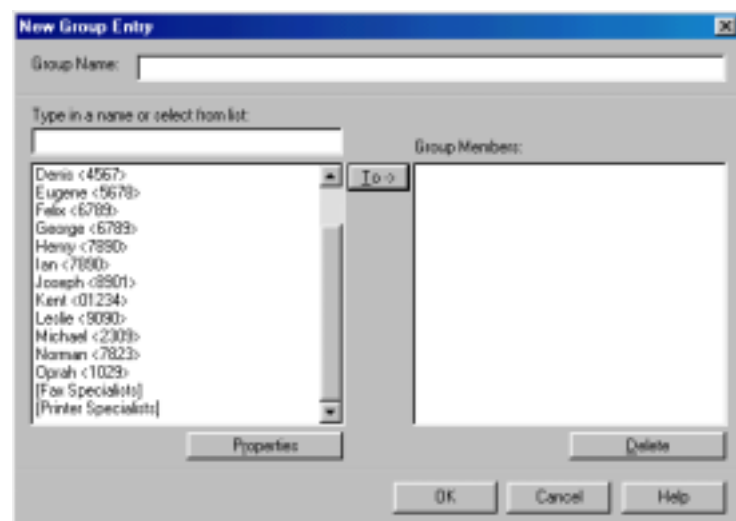 New Group Entry
Group Name:
Type in a name or select from list:
Group Members:
To ->
Denis <4567>
Eugene <5678>
Felix <6789>
George <6789>
Henry <7890>
Ian <7890>
Joseph <8901>
Kent <01234>
Leslie <9090>
Michael <2309>
Norman <7823>
Oprah <1029>
[Fax Specialists]
[Printer Specialists]
Properties
Delete
OK
Cancel
Help